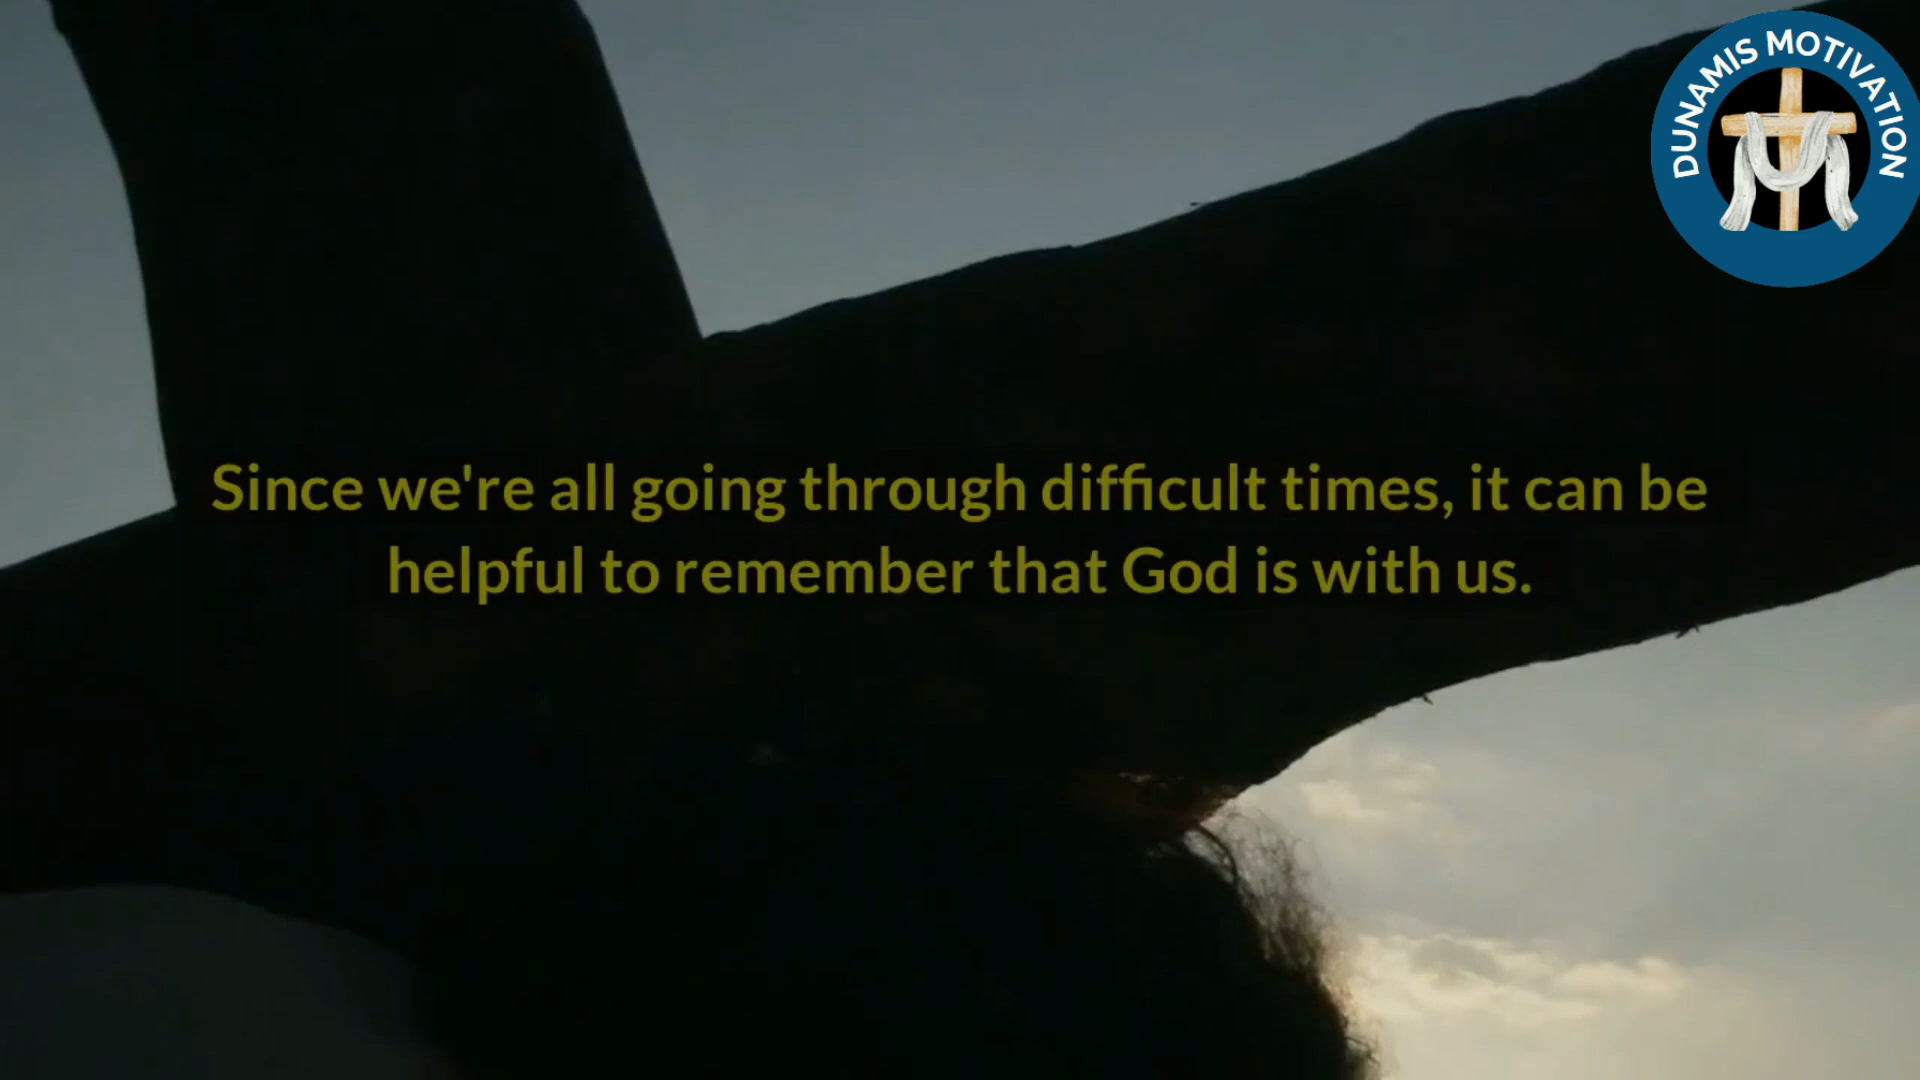 DUNAMIS MOTIVATION
Since we're all going through difficult times, it can be
helpful to remember that God is with us.